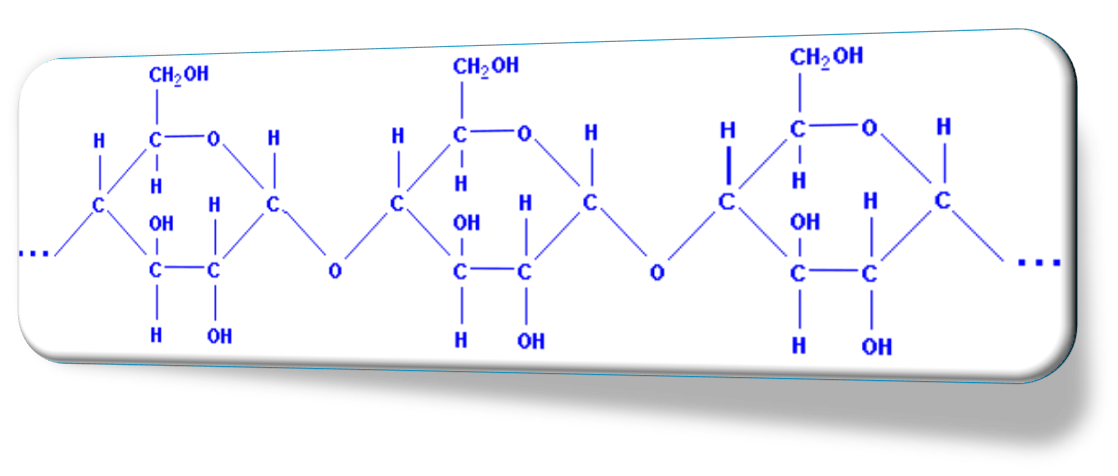 CH₂OH CH₂OH CH₂OH
H C O H H C O H H C O H
H H H
C OH H C C OH H C C OH H C
... C C O C C O C C ...
H OH H OH H OH